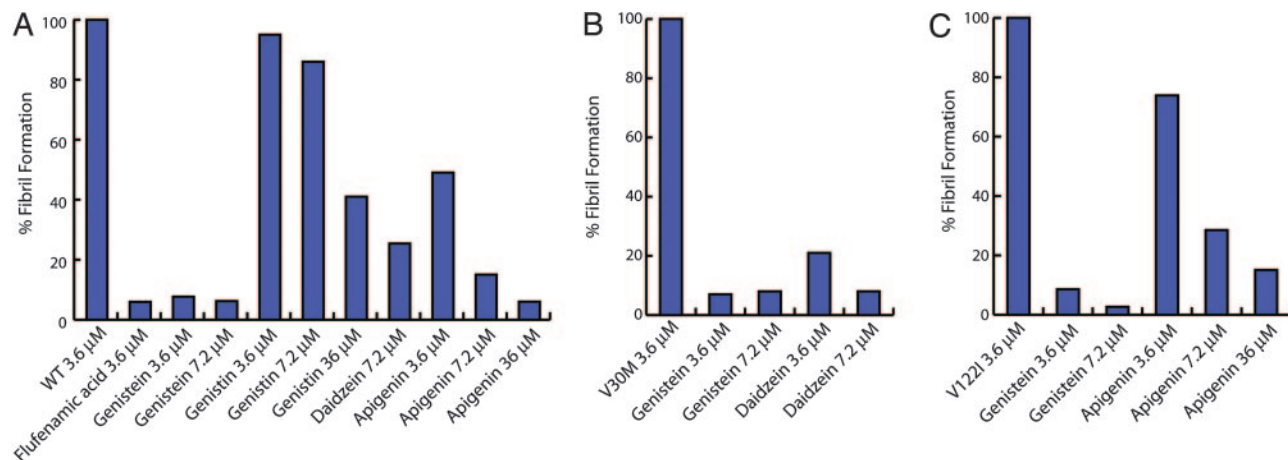 A
% Fibril Formation
100
80
60
40
20
0
WT 3.6 µM
Flufenamic acid 3.6 µM
Genistein 3.6 µM
Genistein 7.2 µM
Genistin 3.6 µM
Genistin 7.2 µM
Genistin 36 µM
Daidzein 7.2 µM
Apigenin 3.6 µM
Apigenin 7.2 µM
Apigenin 36 µM
B
% Fibril Formation
100
80
60
40
20
0
V30M 3.6 µM
Genistein 3.6 µM
Genistein 7.2 µM
Daidzein 3.6 µM
Daidzein 7.2 µM
C
% Fibril Formation
100
80
60
40
20
0
V122I 3.6 µM
Genistein 3.6 µM
Genistein 7.2 µM
Apigenin 3.6 µM
Apigenin 7.2 µM
Apigenin 36 µM